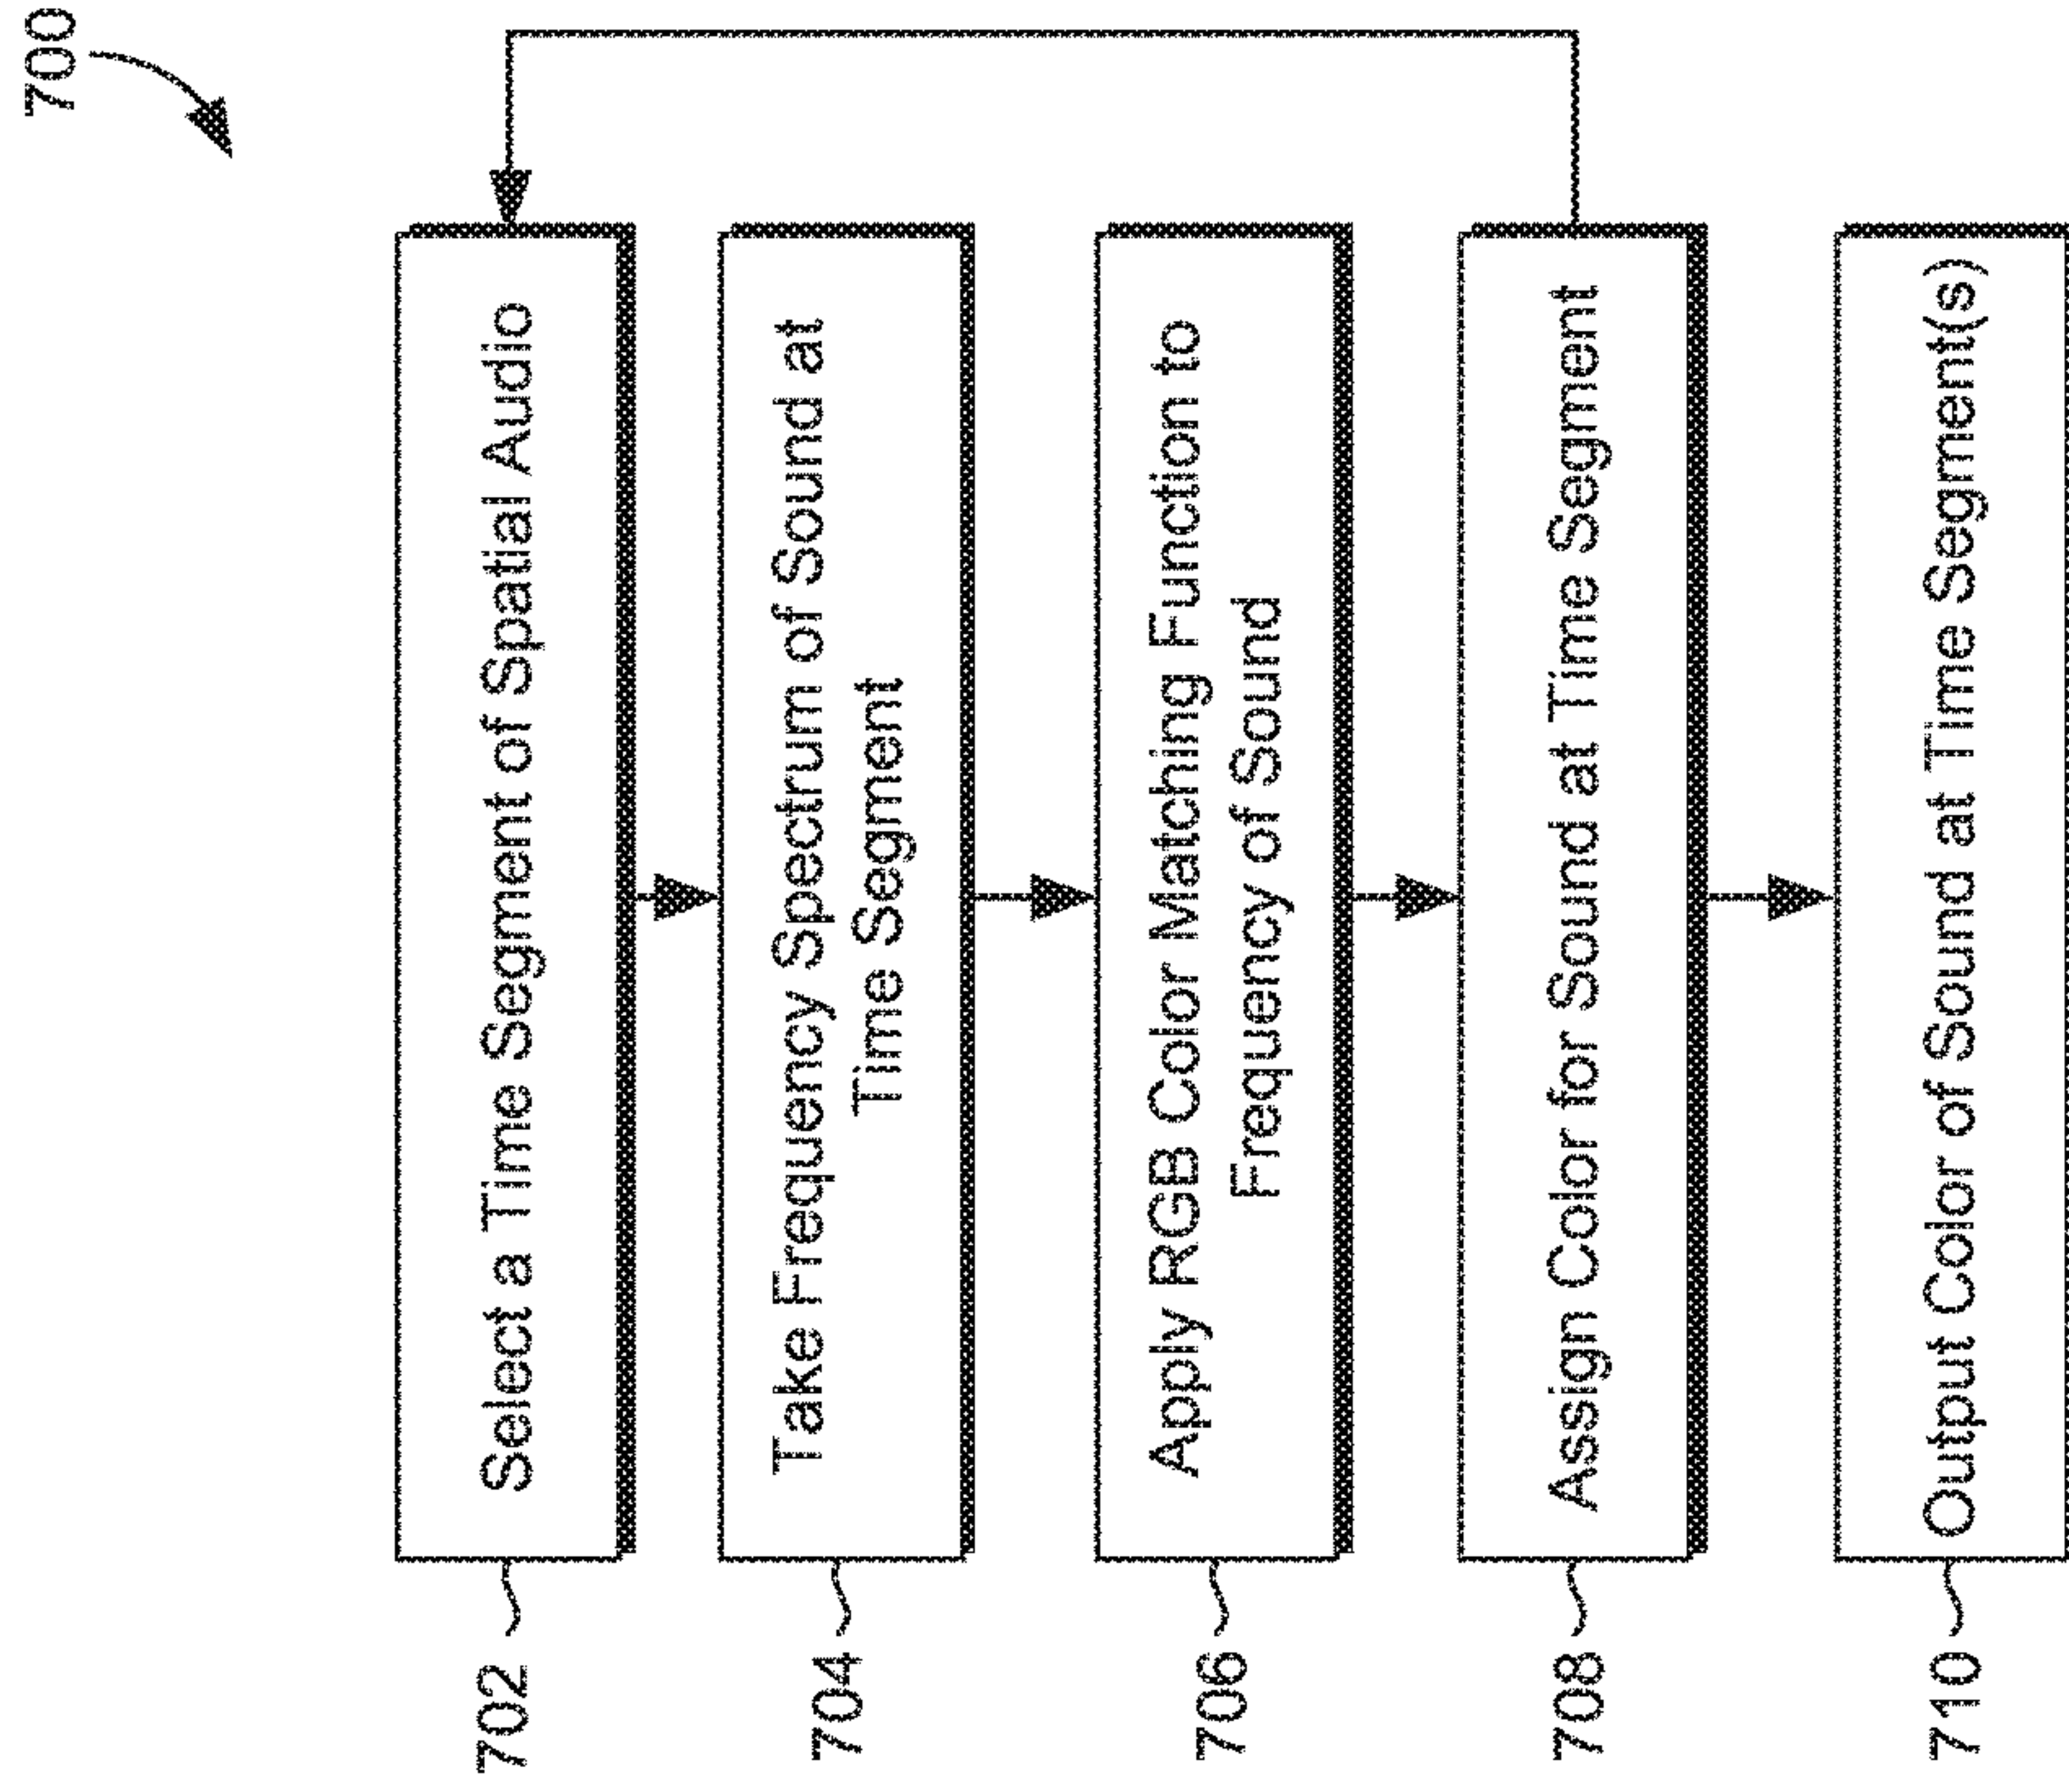 700
702
Select a Time Segment of Spatial Audio
704
Take Frequency Spectrum of Sound at
Time Segment
706
Apply RGB Color Matching Function to
Frequency of Sound
708
Assign Color for Sound at Time Segment
710
Output Color of Sound at Time Segment(s)